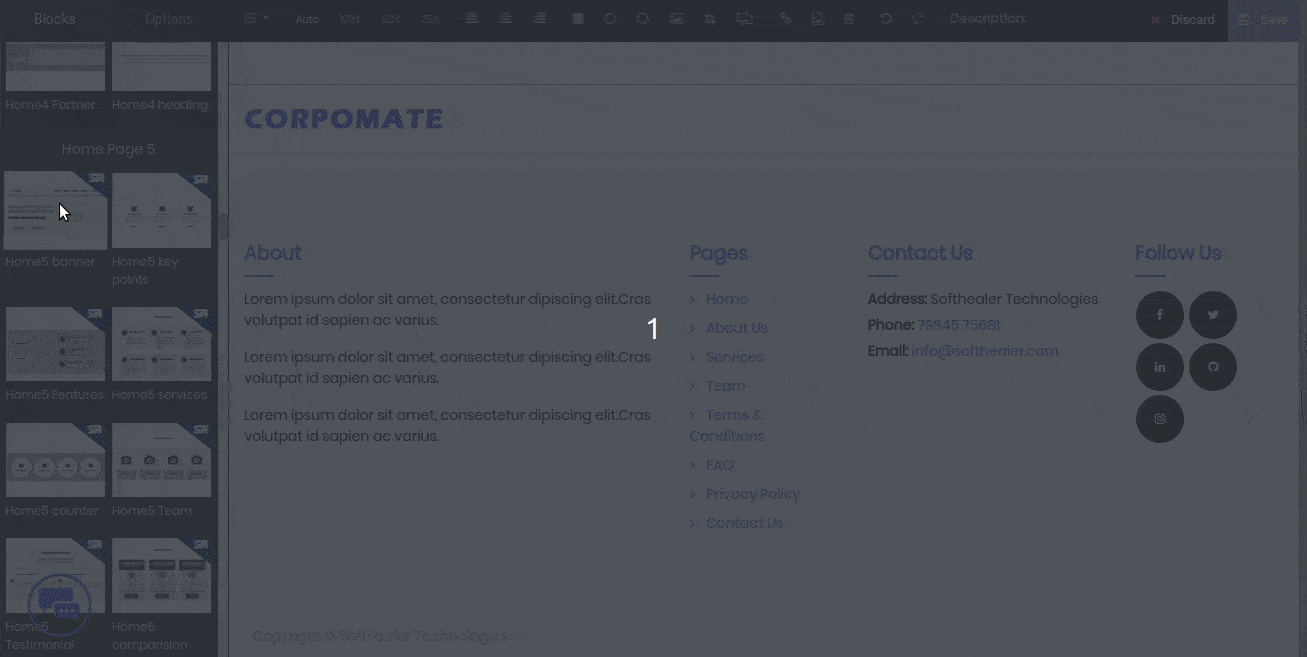 Blocks
Options
Auto 100% 50% 25%
Description:
Discard
Save
Home4 Partner
Home4 heading
Home Page 5
Home5 banner
Home5 key
points
Home5 Features
Home5 services
Home5 counter
Home5 Team
Home5
Testimonial
Home5
comparision
CORPOMATE
About
Lorem ipsum dolor sit amet, consectetur dipiscing elit.Cras
volutpat id sapien ac varius.
Lorem ipsum dolor sit amet, consectetur dipiscing elit.Cras
volutpat id sapien ac varius.
Lorem ipsum dolor sit amet, consectetur dipiscing elit.Cras
volutpat id sapien ac varius.
1
Pages
Home
About Us
Services
Team
Terms &
Conditions
FAQ
Privacy Policy
Contact Us
Contact Us
Address: Softhealer Technologies
Phone:
Email: info@softhealer.com
Follow Us
Copyright © Softhealer Technologies